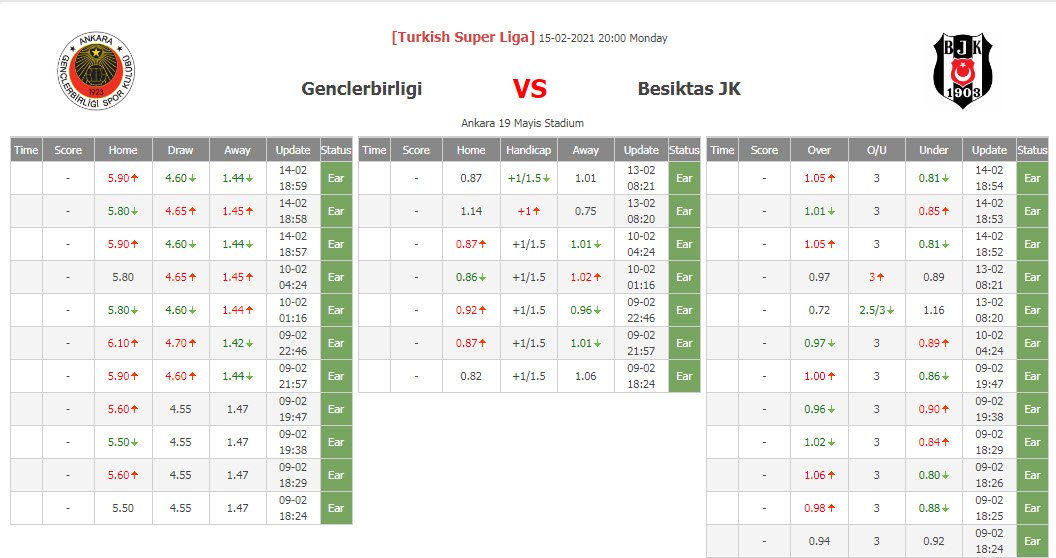 [Turkish Super Liga] 15-02-2021 20:00 Monday
ANKARA
GENÇLERBİRLİĞİ SPOR KULÜBÜ
1923
Genclerbirligi VS Besiktas JK
BJK
1903
Ankara 19 Mayis Stadium
Time Score Home Draw Away Update Status
- 5.90↑ 4.60↓ 1.44↓ 14-02 18:59 Ear
- 5.80↓ 4.65↑ 1.45↑ 14-02 18:58 Ear
- 5.90↑ 4.60↓ 1.44↓ 14-02 18:57 Ear
- 5.80 4.65↑ 1.45↑ 10-02 04:24 Ear
- 5.80↓ 4.60↓ 1.44↑ 10-02 01:16 Ear
- 6.10↑ 4.70↑ 1.42↓ 09-02 22:46 Ear
- 5.90↑ 4.60↑ 1.44↓ 09-02 21:57 Ear
- 5.60↑ 4.55 1.47 09-02 19:47 Ear
- 5.50↓ 4.55 1.47 09-02 19:38 Ear
- 5.60↑ 4.55 1.47 09-02 18:29 Ear
- 5.50 4.55 1.47 09-02 18:24 Ear
Time Score Home Handicap Away Update Status
- 0.87 +1/1.5↓ 1.01 13-02 08:21 Ear
- 1.14 +1↑ 0.75 13-02 08:20 Ear
- 0.87↑ +1/1.5 1.01↓ 10-02 04:24 Ear
- 0.86↓ +1/1.5 1.02↑ 10-02 01:16 Ear
- 0.92↑ +1/1.5 0.96↓ 09-02 22:46 Ear
- 0.87↑ +1/1.5 1.01↓ 09-02 21:57 Ear
- 0.82 +1/1.5 1.06 09-02 18:24 Ear
Time Score Over O/U Under Update Status
- 1.05↑ 3 0.81↓ 14-02 18:54 Ear
- 1.01↓ 3 0.85↑ 14-02 18:53 Ear
- 1.05↑ 3 0.81↓ 14-02 18:52 Ear
- 0.97 3↑ 0.89 13-02 08:21 Ear
- 0.72 2.5/3↓ 1.16 13-02 08:20 Ear
- 0.97↓ 3 0.89↑ 10-02 04:24 Ear
- 1.00↑ 3 0.86↓ 09-02 19:47 Ear
- 0.96↓ 3 0.90↑ 09-02 19:38 Ear
- 1.02↓ 3 0.84↑ 09-02 18:29 Ear
- 1.06↑ 3 0.80↓ 09-02 18:26 Ear
- 0.98↑ 3 0.88↓ 09-02 18:25 Ear
- 0.94 3 0.92 09-02 18:24 Ear